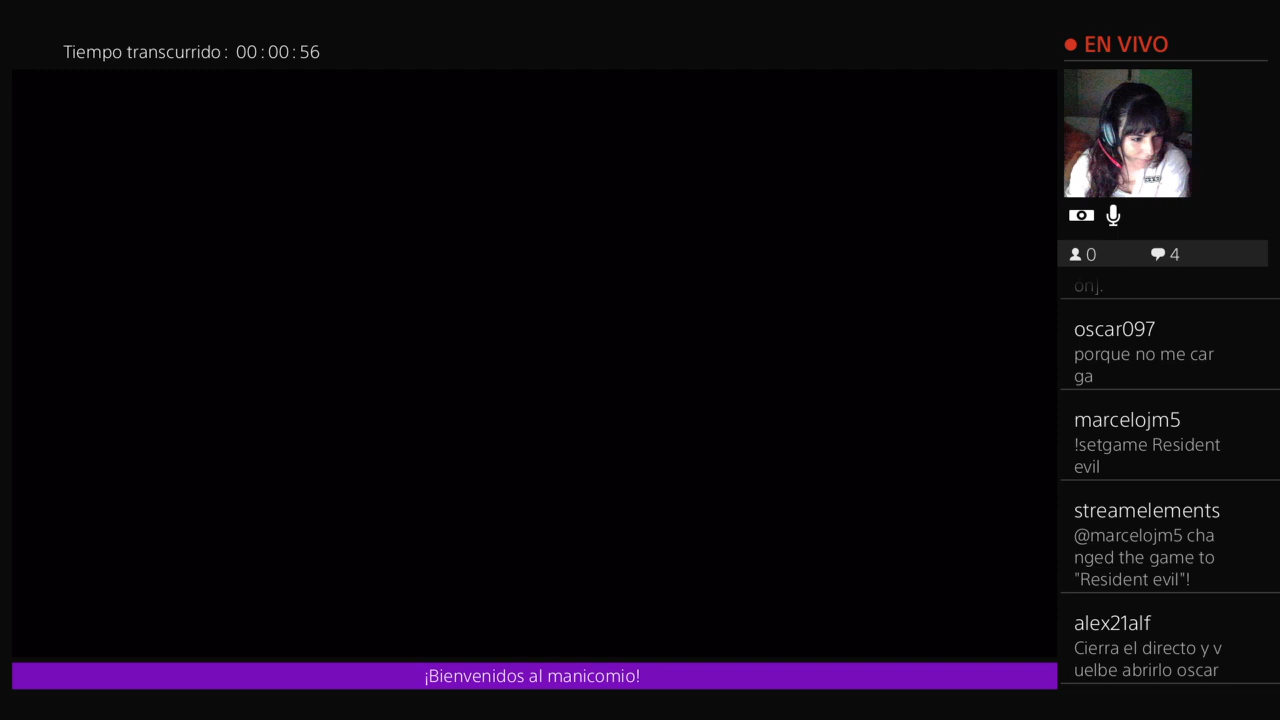 Tiempo transcurrido : 00 : 00 : 56
EN VIVO
0
4
onj.
oscar097
porque no me car
ga
marcelojm5
!setgame Resident
evil
streamelements
@marcelojm5 cha
nged the game to
"Resident evil"!
alex21alf
Cierra el directo y v
uelbe abrirlo oscar
¡Bienvenidos al manicomio!